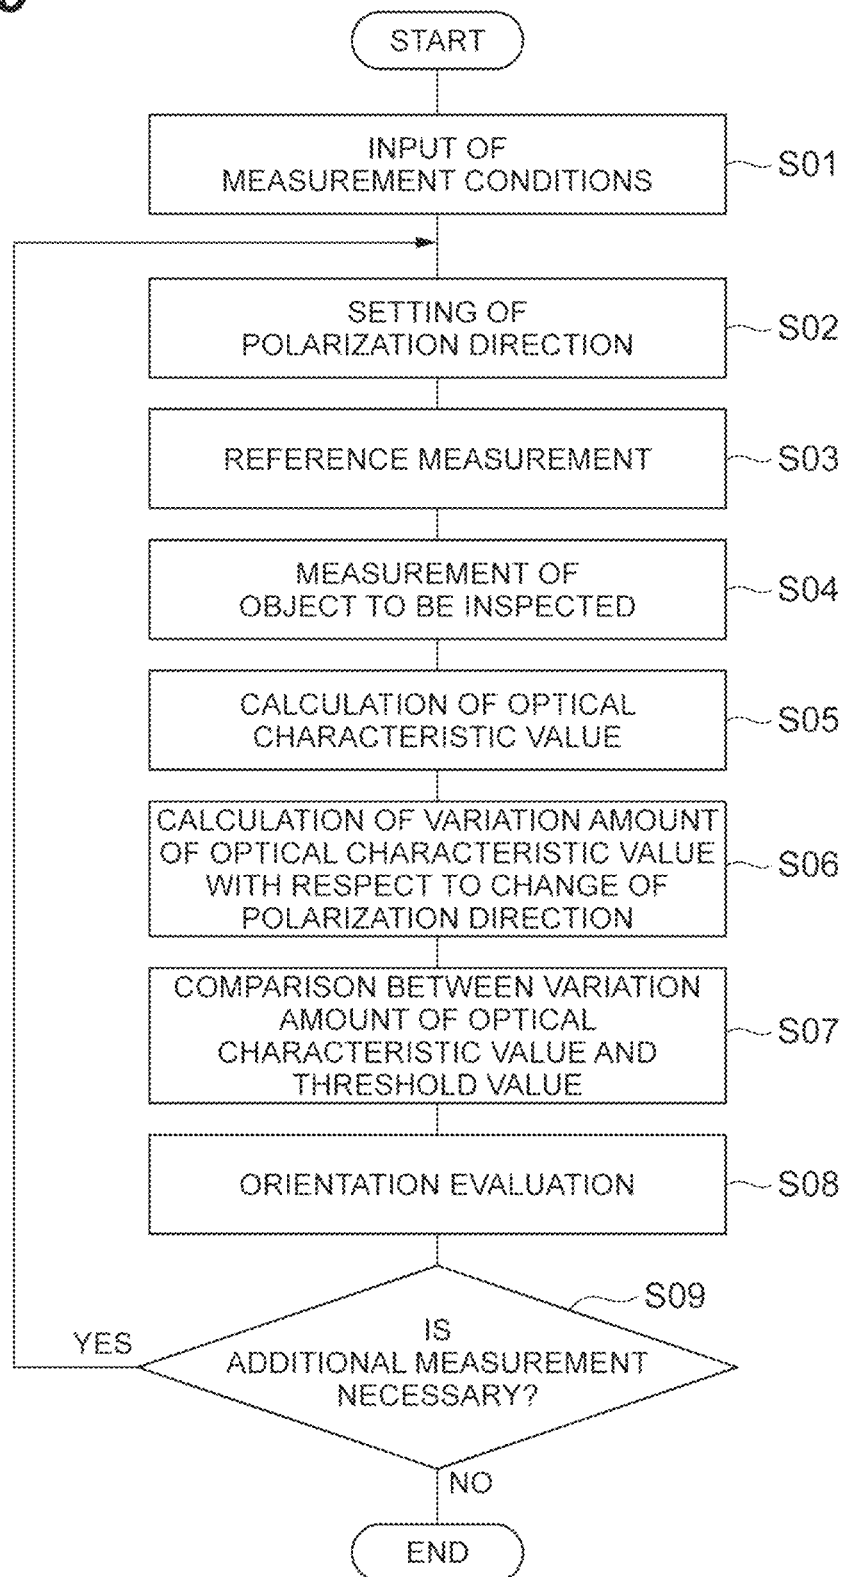 START
INPUT OF
MEASUREMENT CONDITIONS
S01
SETTING OF
POLARIZATION DIRECTION
S02
REFERENCE MEASUREMENT
S03
MEASUREMENT OF
OBJECT TO BE INSPECTED
S04
CALCULATION OF OPTICAL
CHARACTERISTIC VALUE
S05
CALCULATION OF VARIATION AMOUNT
OF OPTICAL CHARACTERISTIC VALUE
WITH RESPECT TO CHANGE OF
POLARIZATION DIRECTION
S06
COMPARISON BETWEEN VARIATION
AMOUNT OF OPTICAL
CHARACTERISTIC VALUE AND
THRESHOLD VALUE
S07
ORIENTATION EVALUATION
S08
S09
YES
IS
ADDITIONAL MEASUREMENT
NECESSARY?
NO
END